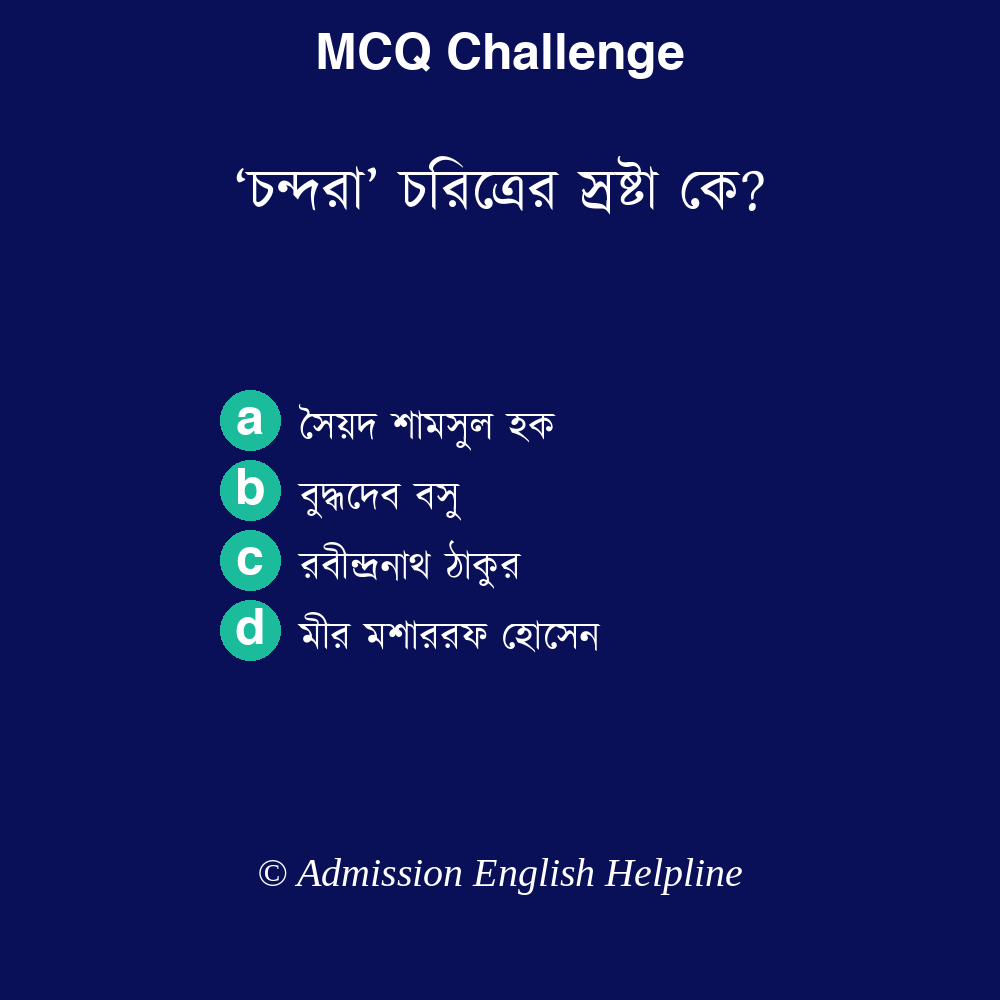 MCQ Challenge
‘চন্দরা’ চরিত্রের স্রষ্টা কে?
a সৈয়দ শামসুল হক
b বুদ্ধদেব বসু
c রবীন্দ্রনাথ ঠাকুর
d মীর মশাররফ হোসেন
© Admission English Helpline